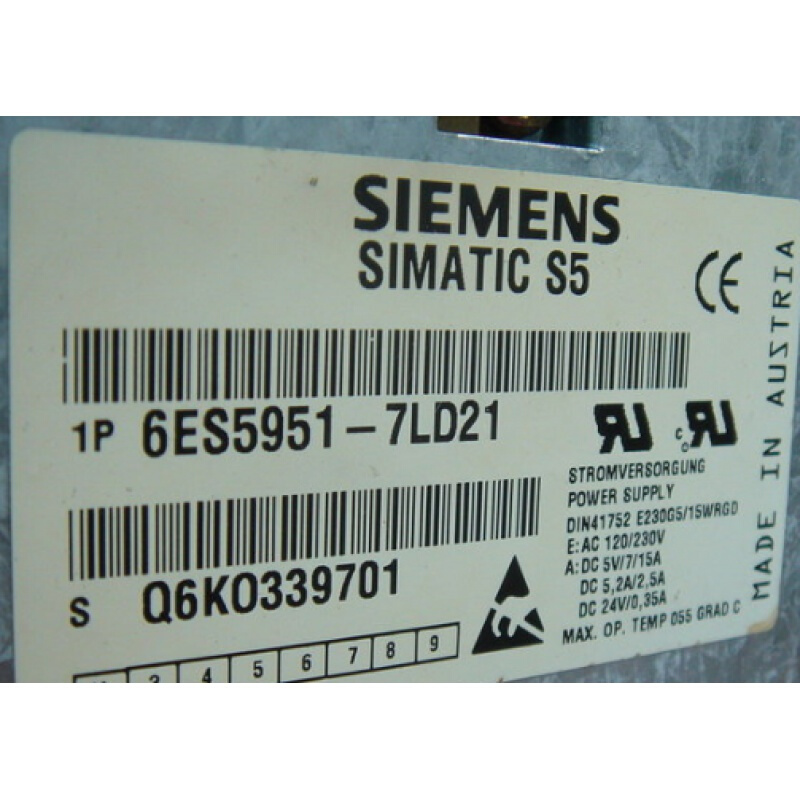 SIEMENS
SIMATIC S5
CE
1P 6ES5951-7LD21
STROMVERSORGUNG
POWER SUPPLY
DIN41752 E230G5/15WRGD
E: AC 120/230V
A: DC 5V/7/15A
DC 5,2A/2,5A
DC 24V/0,35A
MAX. OP. TEMP 055 GRAD C
S Q6K0339701
3 4 5 6 7 8 9
MADE IN AUSTRIA